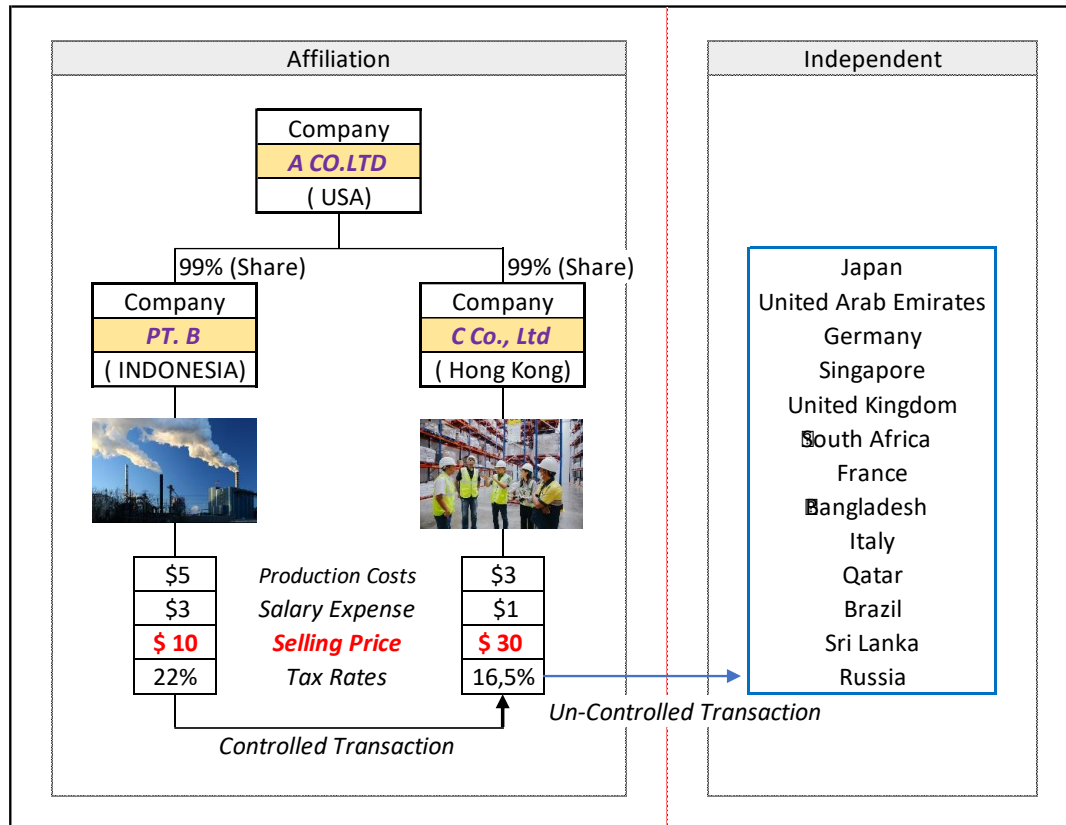 Affiliation
Independent
Company
A CO.LTD
( USA)
99% (Share)
99% (Share)
Company
PT. B
( INDONESIA)
Company
C Co., Ltd
( Hong Kong)
$5 Production Costs $3
$3 Salary Expense $1
$ 10 Selling Price $ 30
22% Tax Rates 16,5%
Controlled Transaction
Un-Controlled Transaction
Japan
United Arab Emirates
Germany
Singapore
United Kingdom
South Africa
France
Bangladesh
Italy
Qatar
Brazil
Sri Lanka
Russia